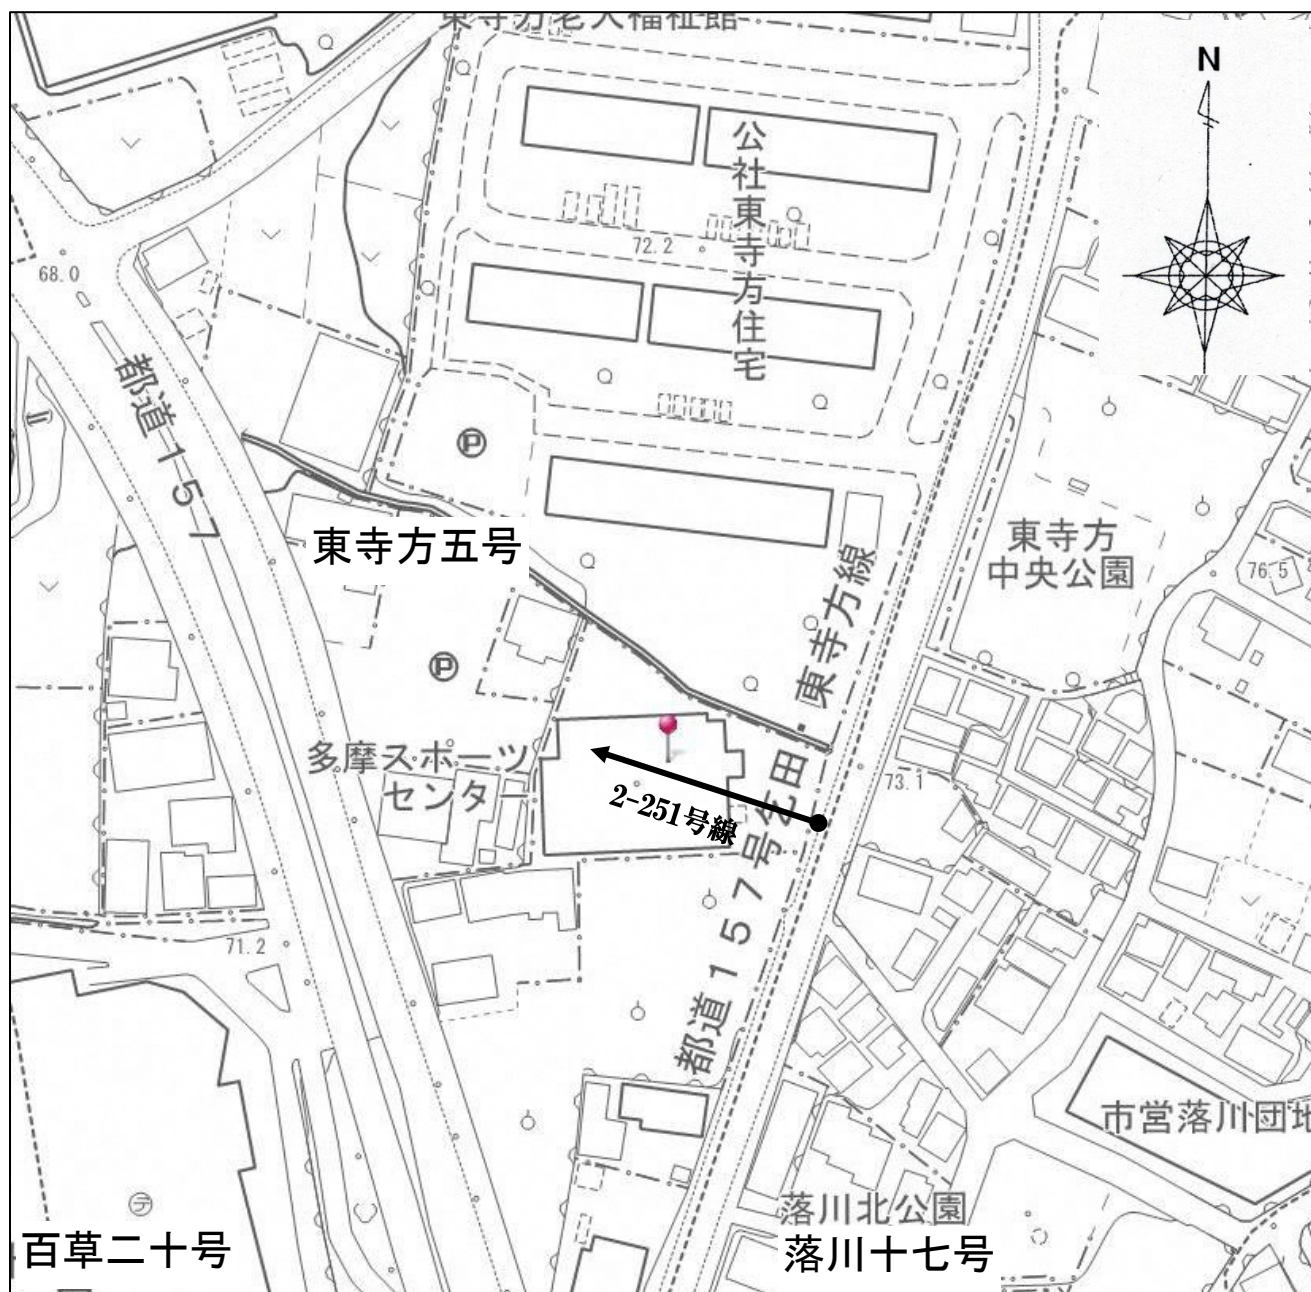 東寺方老人福祉館
N
公社東寺方住宅
72.2
68.0
都道157
P
東寺方五号
東寺方
中央公園
76.5
都道157号乞田・東寺方線
P
多摩スポーツ
センター
2-251号線
73.1
71.2
市営落川団地
テ
落川北公園
百草二十号
落川十七号